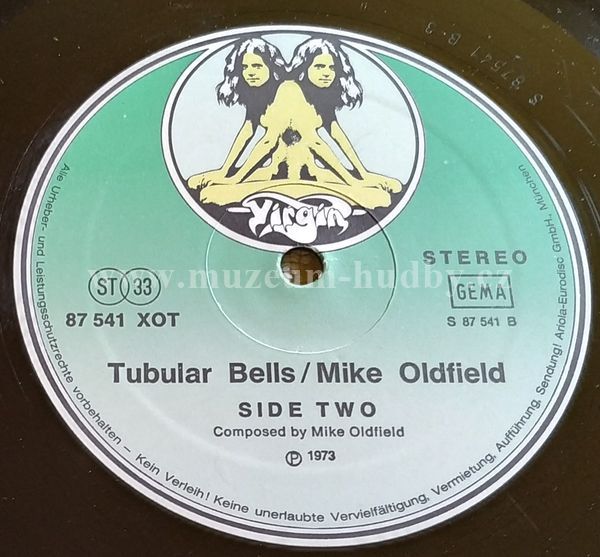 Virgin
STEREO
www.muzeum-hudby.cz
ST 33
GEMA
87 541 XOT
S 87 541 B
Tubular Bells / Mike Oldfield
SIDE TWO
Composed by Mike Oldfield
Ⓟ 1973
Alle Urheber- und Leistungsschutzrechte vorbehalten – Kein Verleih! Keine unerlaubte Vervielfältigung, Vermietung, Aufführung, Sendung! Ariola-Eurodisc GmbH., München
S 87541 B-3